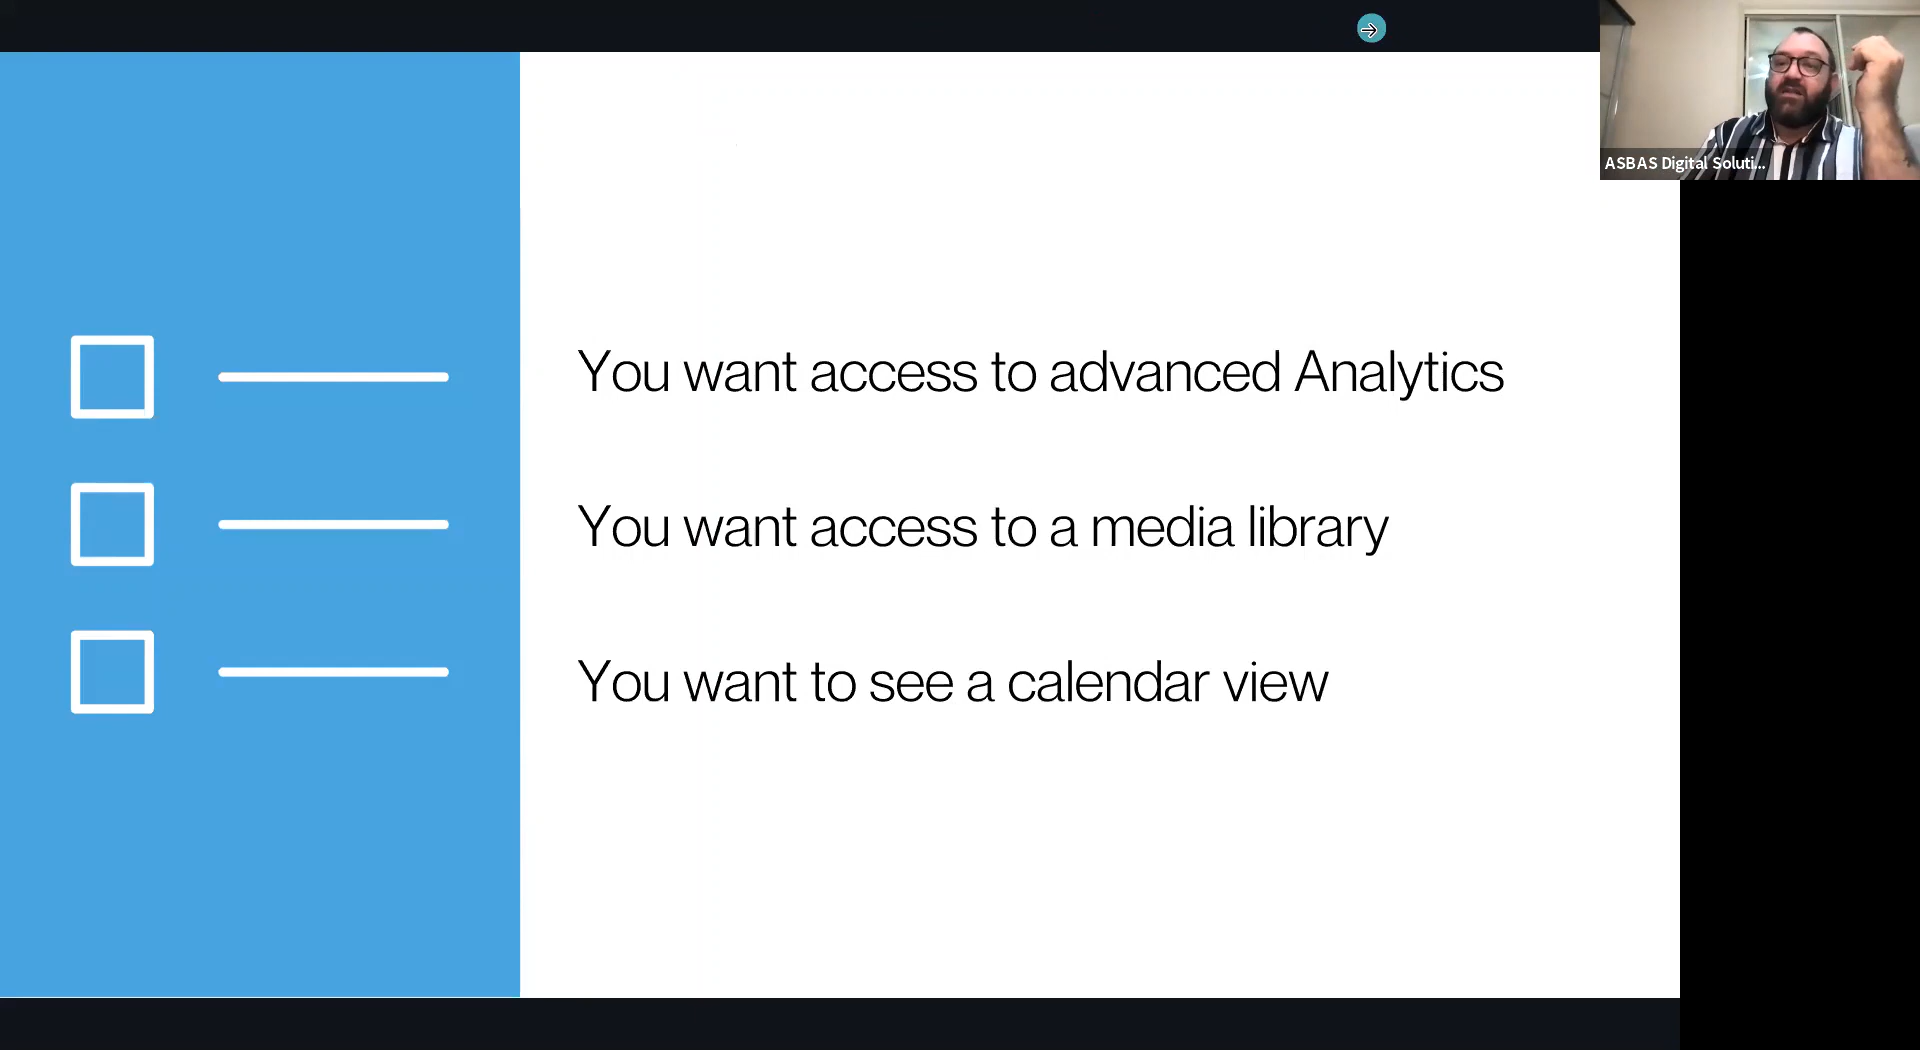 ASBAS Digital Soluti...
You want access to advanced Analytics
You want access to a media library
You want to see a calendar view